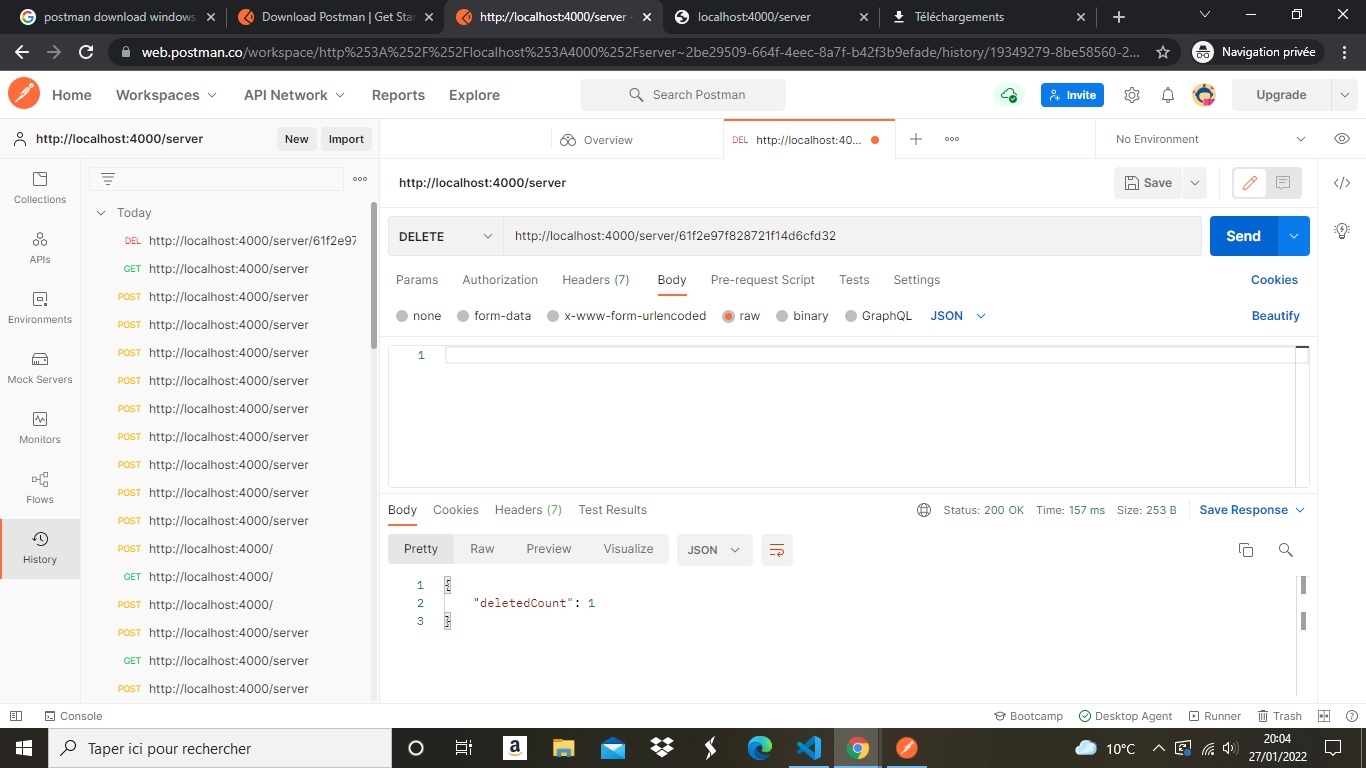 postman download windows
Download Postman | Get Star
http://localhost:4000/server -
localhost:4000/server
Téléchargements
web.postman.co/workspace/http%253A%252F%252Flocalhost%253A4000%252Fserver~2be29509-664f-4eec-8a7f-b42f3b9efade/history/19349279-8be58560-2...
Navigation privée
Home
Workspaces
API Network
Reports
Explore
Search Postman
Invite
Upgrade
http://localhost:4000/server
New
Import
Overview
DEL http://localhost:40...
No Environment
Collections
APIs
Environments
Mock Servers
Monitors
Flows
History
Today
DEL http://localhost:4000/server/61f2e97
GET http://localhost:4000/server
POST http://localhost:4000/server
POST http://localhost:4000/server
POST http://localhost:4000/server
POST http://localhost:4000/server
POST http://localhost:4000/server
POST http://localhost:4000/server
POST http://localhost:4000/server
POST http://localhost:4000/server
POST http://localhost:4000/server
POST http://localhost:4000/
GET http://localhost:4000/
POST http://localhost:4000/
POST http://localhost:4000/server
GET http://localhost:4000/server
POST http://localhost:4000/server
http://localhost:4000/server
Save
DELETE
http://localhost:4000/server/61f2e97f828721f14d6cfd32
Send
Params
Authorization
Headers (7)
Body
Pre-request Script
Tests
Settings
Cookies
none
form-data
x-www-form-urlencoded
raw
binary
GraphQL
JSON
Beautify
1
Body
Cookies
Headers (7)
Test Results
Status: 200 OK
Time: 157 ms
Size: 253 B
Save Response
Pretty
Raw
Preview
Visualize
JSON
1 {
2 "deletedCount": 1
3 }
Console
Bootcamp
Desktop Agent
Runner
Trash
Taper ici pour rechercher
a
10°C
20:04
27/01/2022